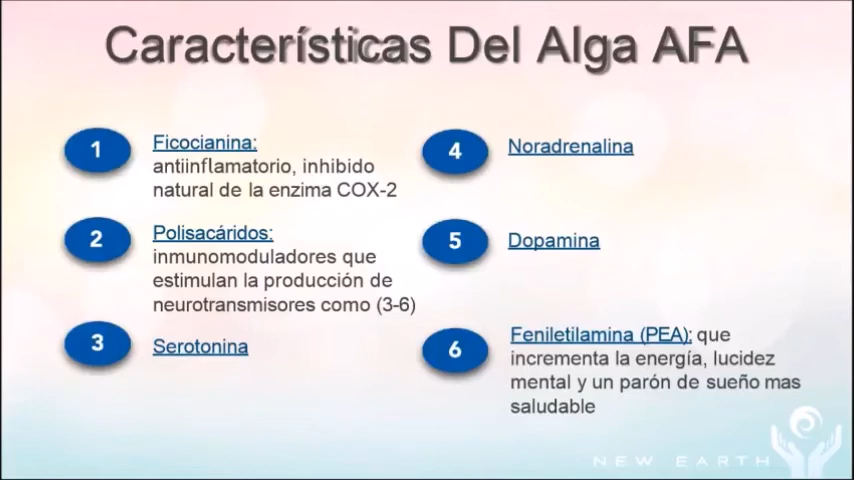 Características Del Alga AFA
1
Ficocianina:
antiinflamatorio, inhibido
natural de la enzima COX-2
2
Polisacáridos:
inmunomoduladores que
estimulan la producción de
neurotransmisores como (3-6)
3
Serotonina
4
Noradrenalina
5
Dopamina
6
Feniletilamina (PEA): que
incrementa la energía, lucidez
mental y un parón de sueño mas
saludable
NEW EARTH